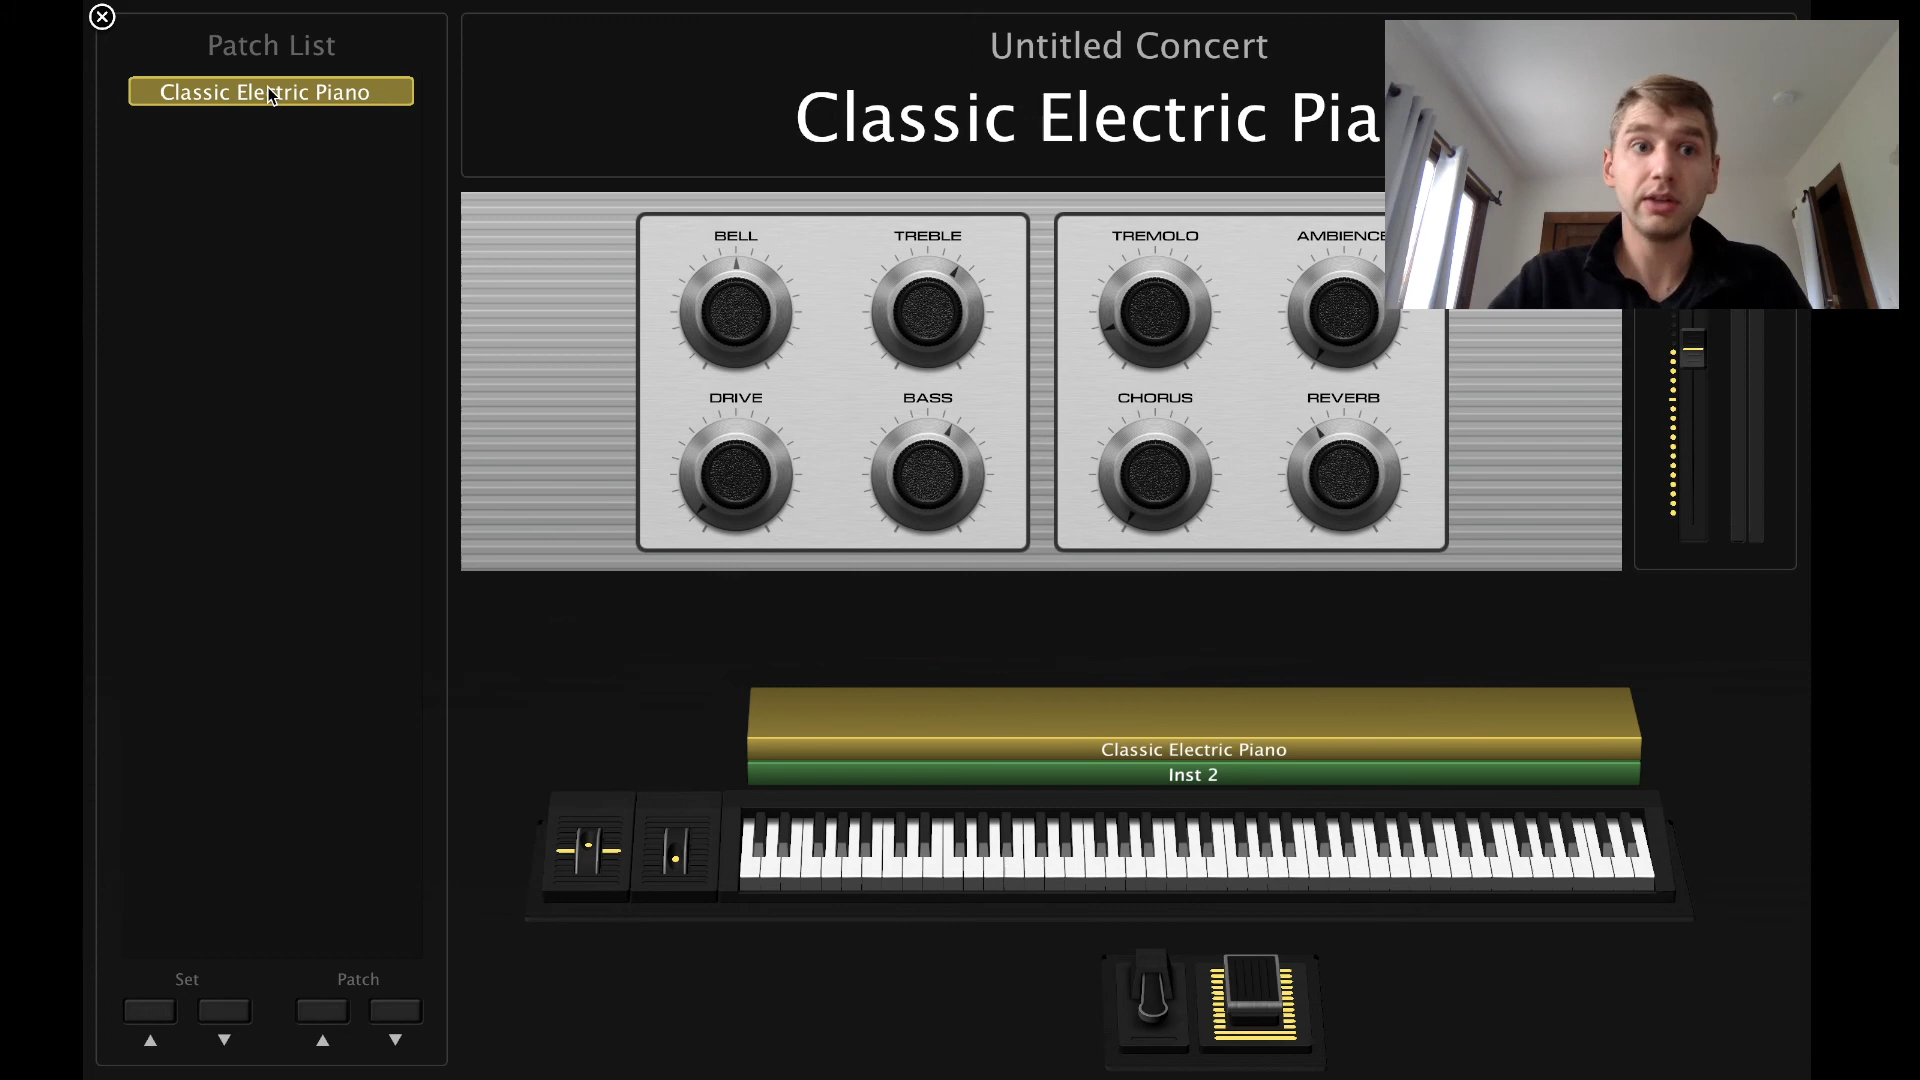 Patch List
Classic Electric Piano
Untitled Concert
Classic Electric Pia
BELL
TREBLE
TREMOLO
AMBIENCE
DRIVE
BASS
CHORUS
REVERB
Classic Electric Piano
Inst 2
Set
Patch